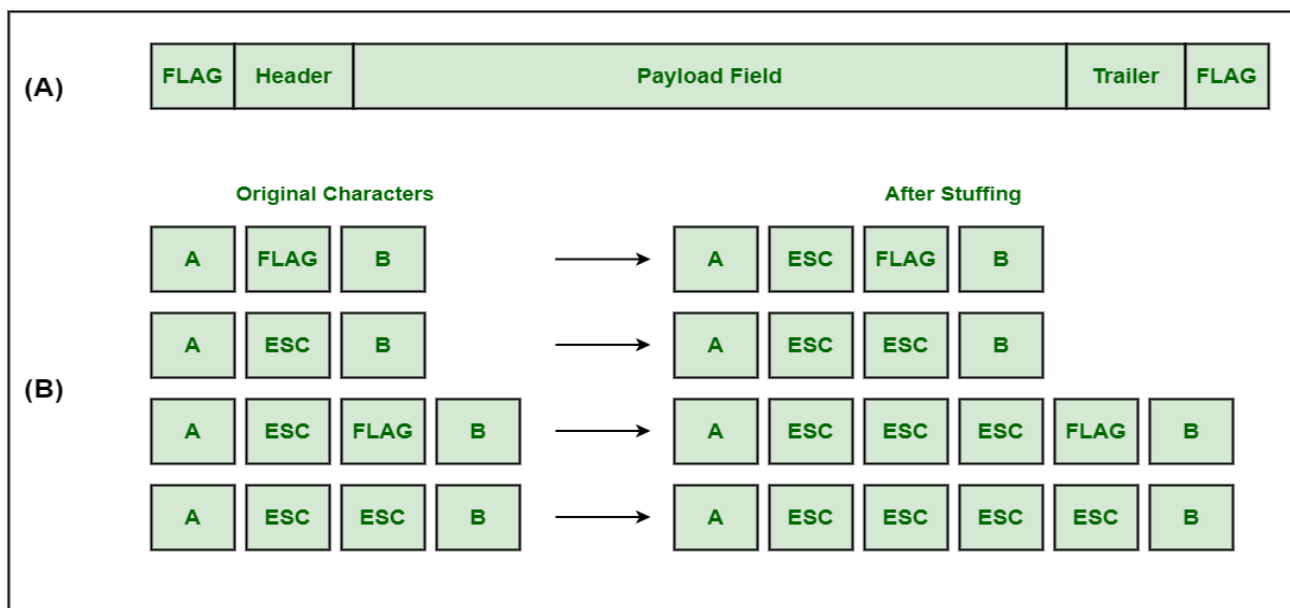 (A) FLAG Header Payload Field Trailer FLAG
Original Characters After Stuffing
A FLAG B A ESC FLAG B
A ESC B A ESC ESC B
(B)
A ESC FLAG B A ESC ESC ESC FLAG B
A ESC ESC B A ESC ESC ESC ESC B